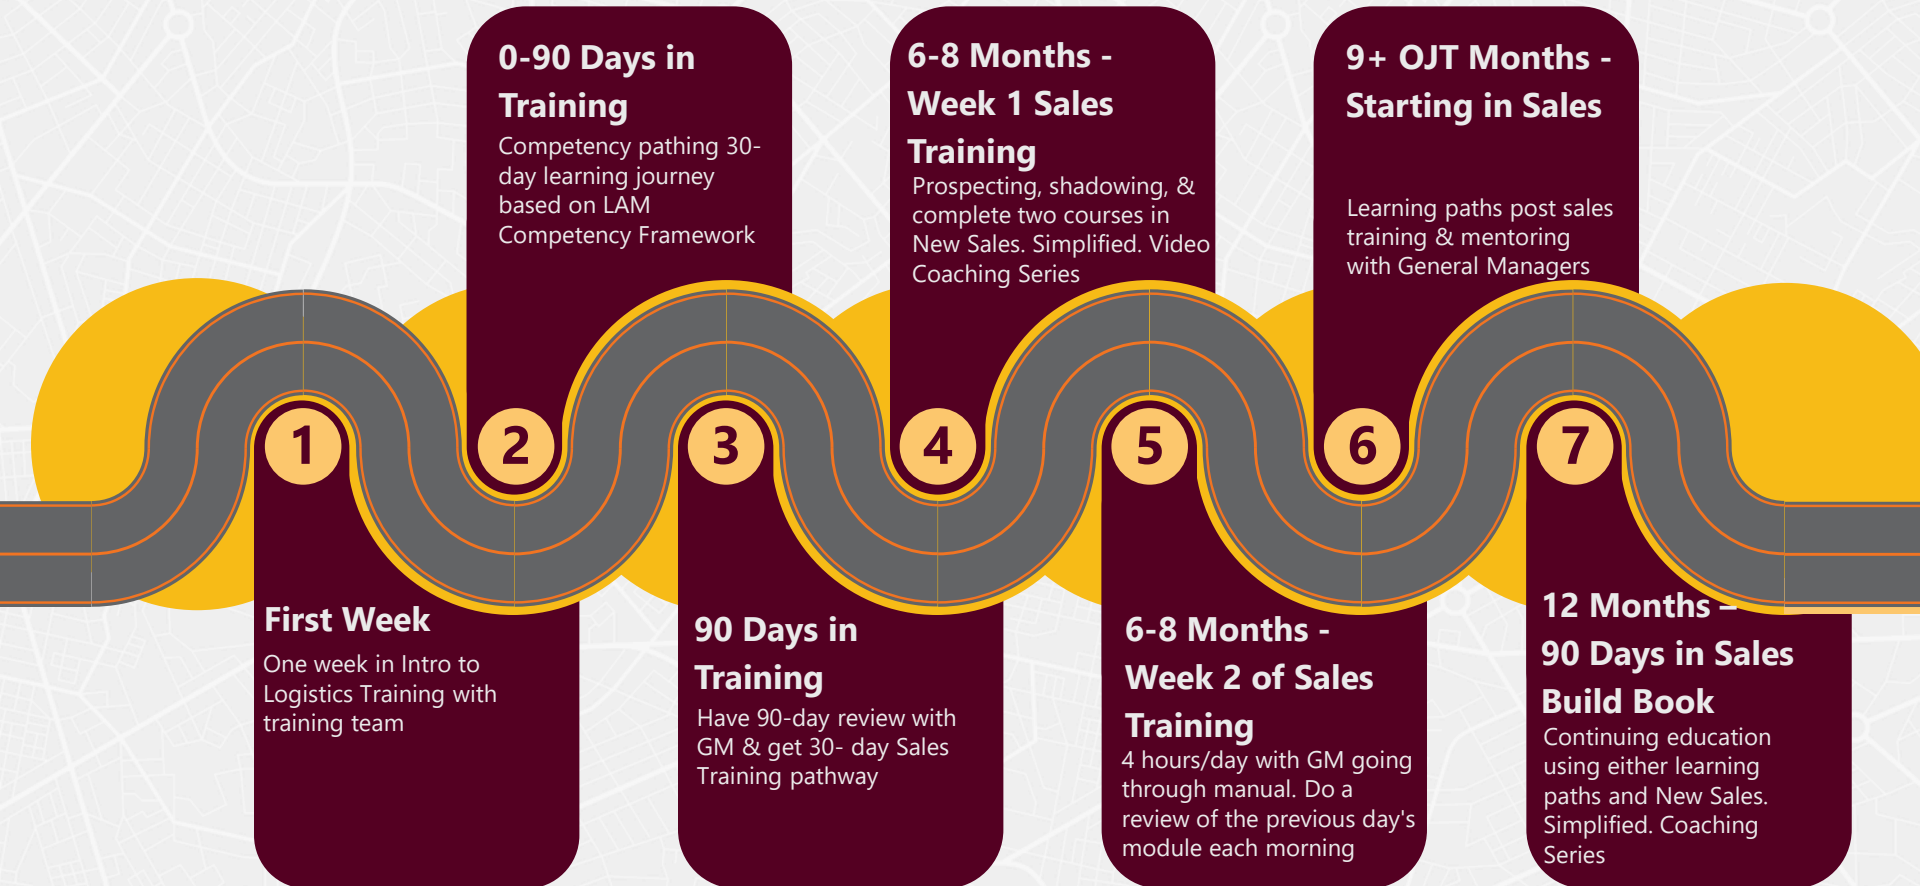 1
First Week
One week in Intro to
Logistics Training with
training team
2
0-90 Days in
Training
Competency pathing 30-
day learning journey
based on LAM
Competency Framework
3
90 Days in
Training
Have 90-day review with
GM & get 30- day Sales
Training pathway
4
6-8 Months -
Week 1 Sales
Training
Prospecting, shadowing, &
complete two courses in
New Sales. Simplified. Video
Coaching Series
5
6-8 Months -
Week 2 of Sales
Training
4 hours/day with GM going
through manual. Do a
review of the previous day's
module each morning
6
9+ OJT Months -
Starting in Sales
Learning paths post sales
training & mentoring
with General Managers
7
12 Months –
90 Days in Sales
Build Book
Continuing education
using either learning
paths and New Sales.
Simplified. Coaching
Series